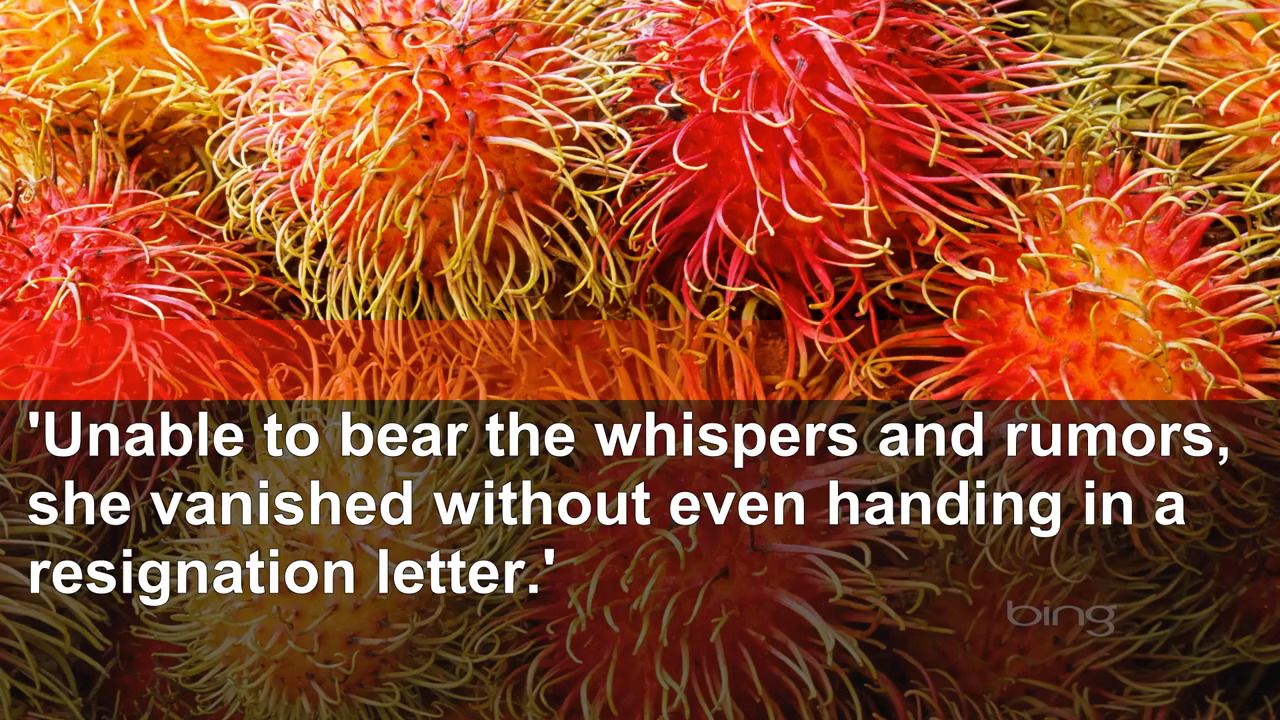 'Unable to bear the whispers and rumors,
she vanished without even handing in a
resignation letter.'
bing